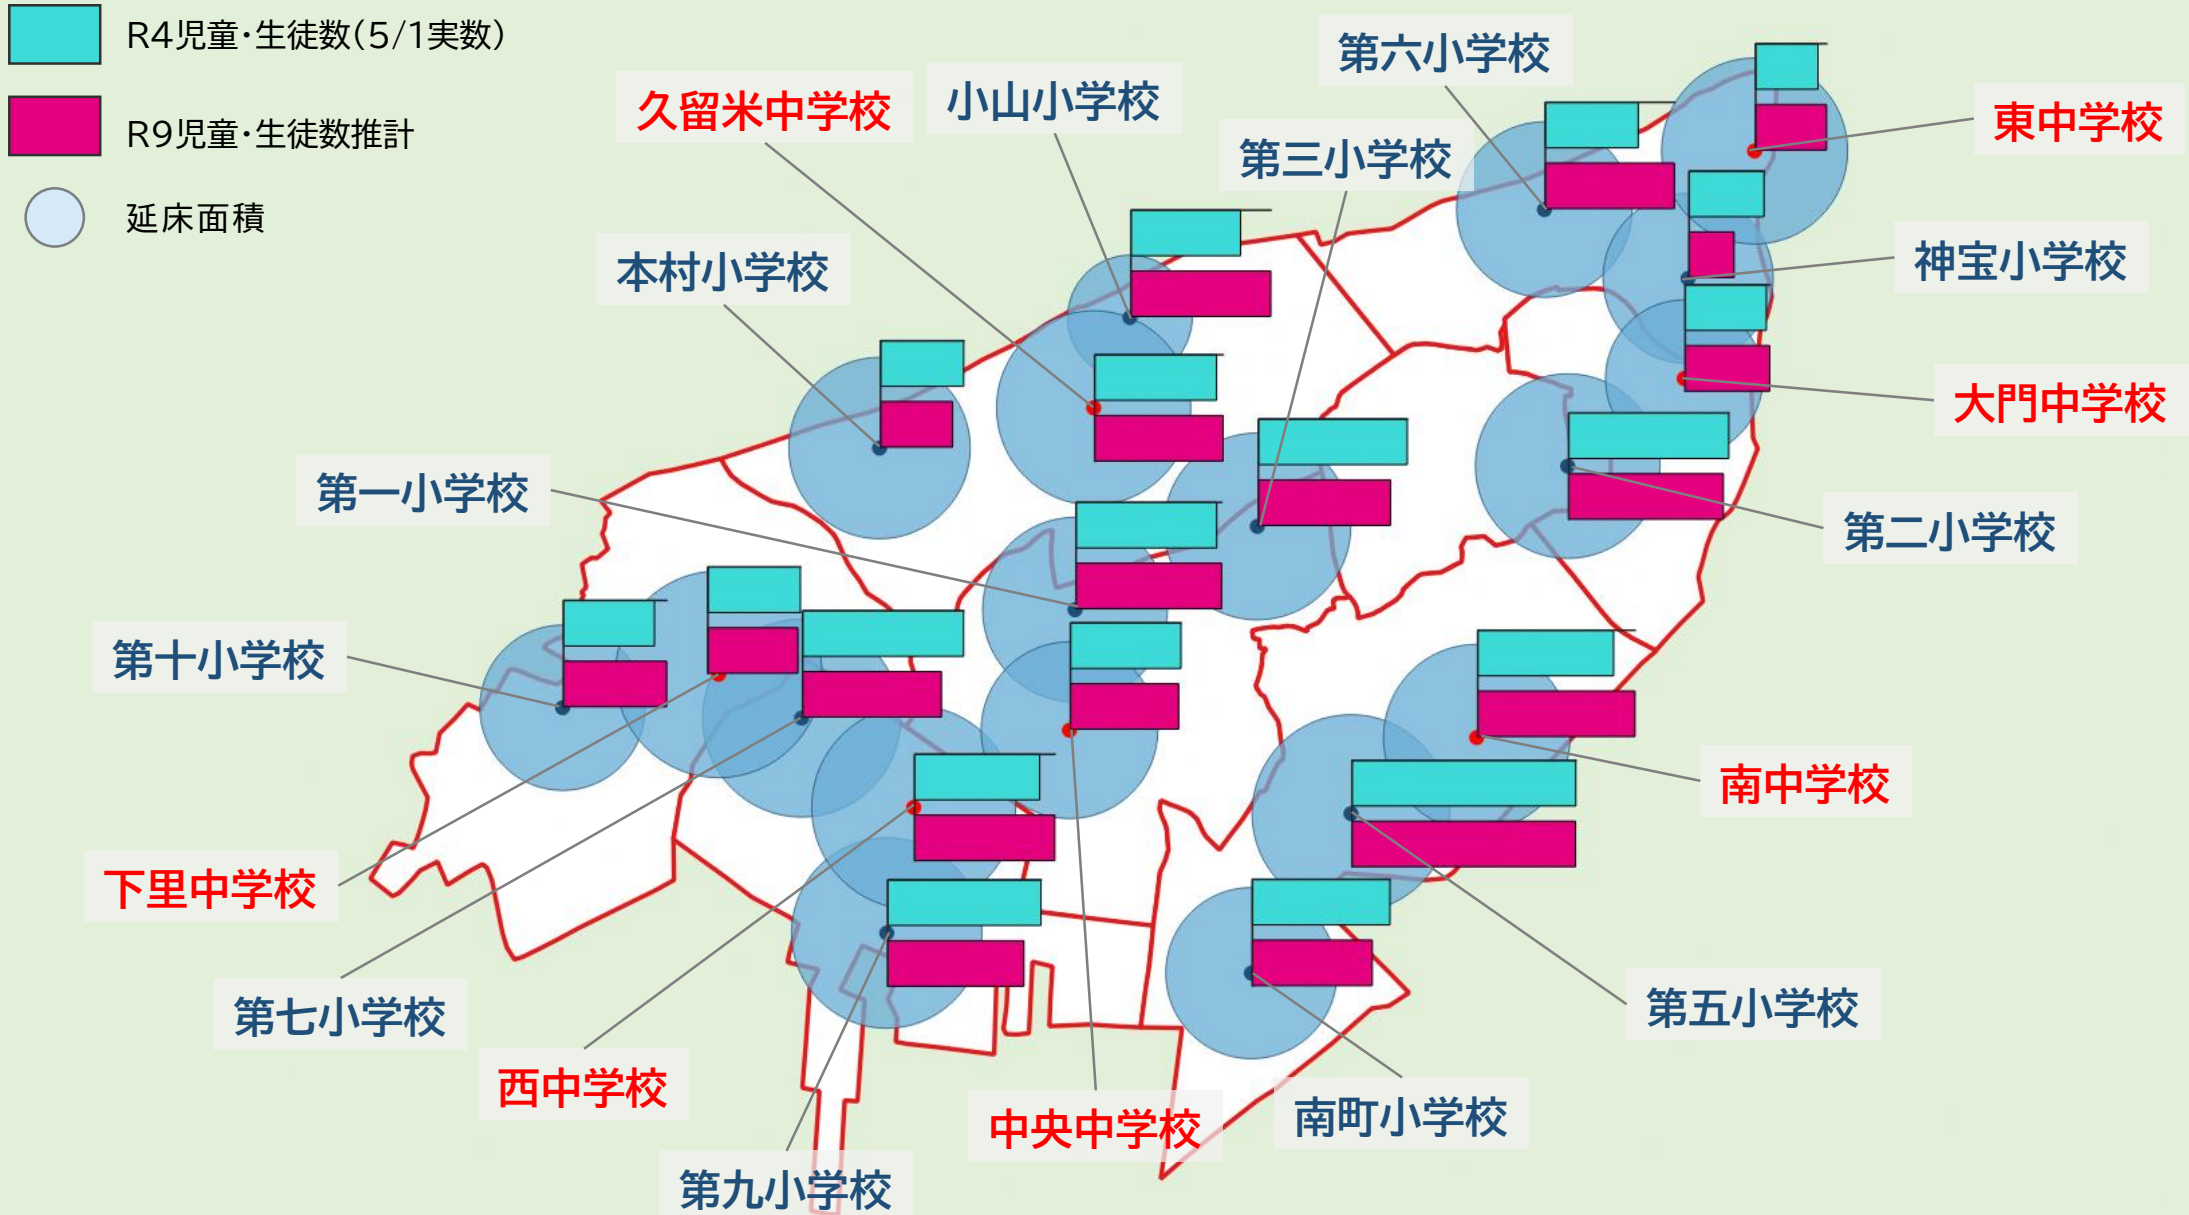 R4児童・生徒数(5/1実数)
R9児童・生徒数推計
延床面積
第六小学校
久留米中学校
小山小学校
東中学校
第三小学校
神宝小学校
本村小学校
大門中学校
第一小学校
第二小学校
第十小学校
南中学校
下里中学校
第七小学校
第五小学校
西中学校
中央中学校
南町小学校
第九小学校